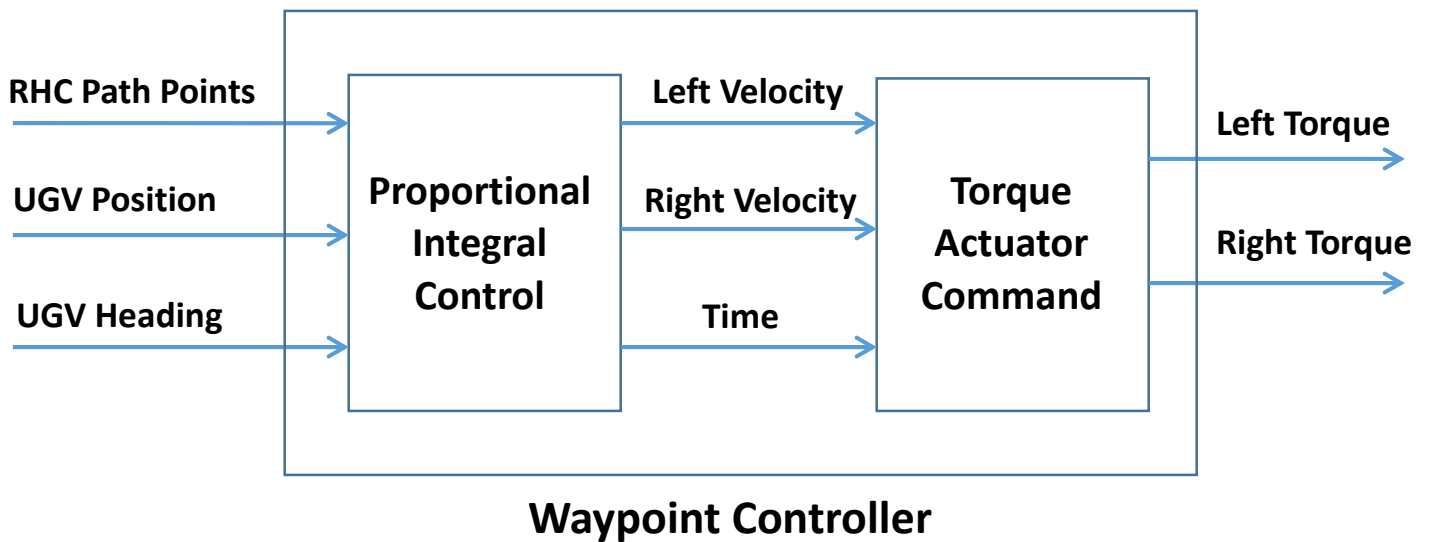 RHC Path Points
UGV Position
UGV Heading
Proportional
Integral
Control
Left Velocity
Right Velocity
Time
Torque
Actuator
Command
Left Torque
Right Torque
Waypoint Controller